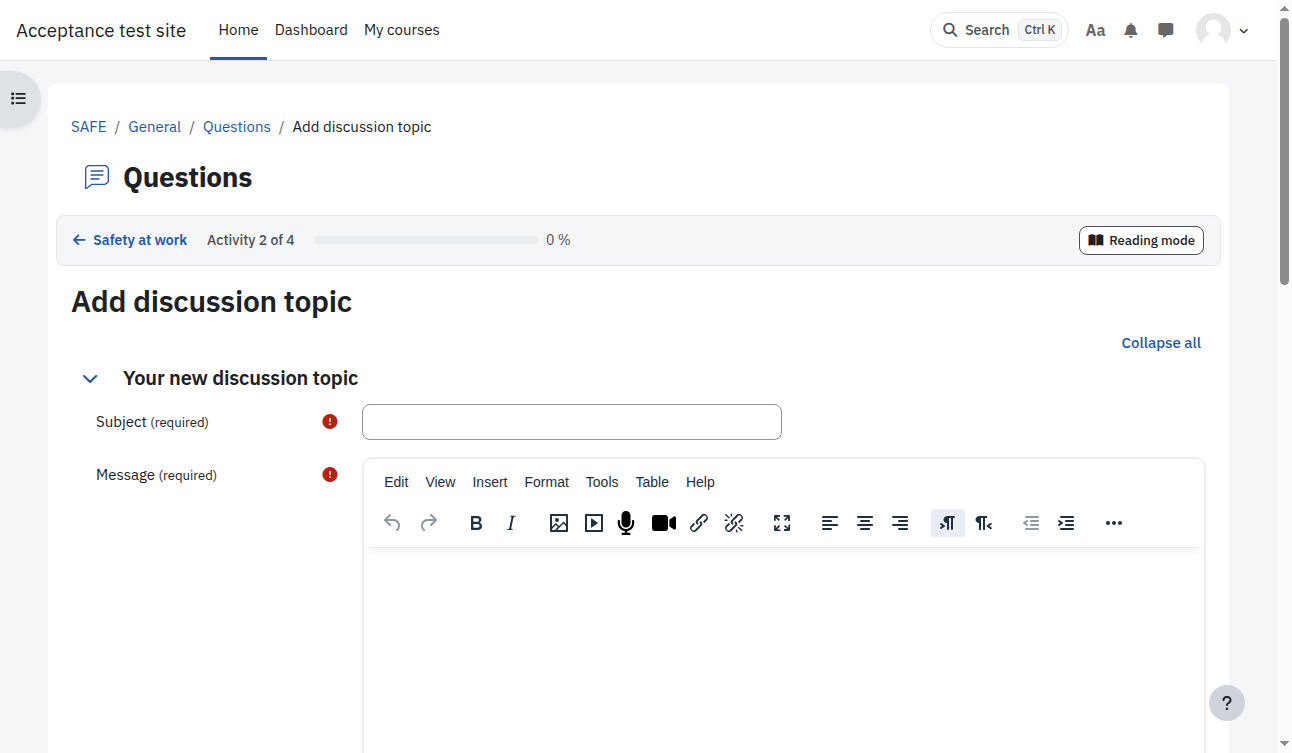 Acceptance test site Home Dashboard My courses Search Ctrl K Aa
SAFE / General / Questions / Add discussion topic
Questions
Safety at work Activity 2 of 4 0 % Reading mode
Add discussion topic
Collapse all
Your new discussion topic
Subject (required)
Message (required)
Edit View Insert Format Tools Table Help
B I
?